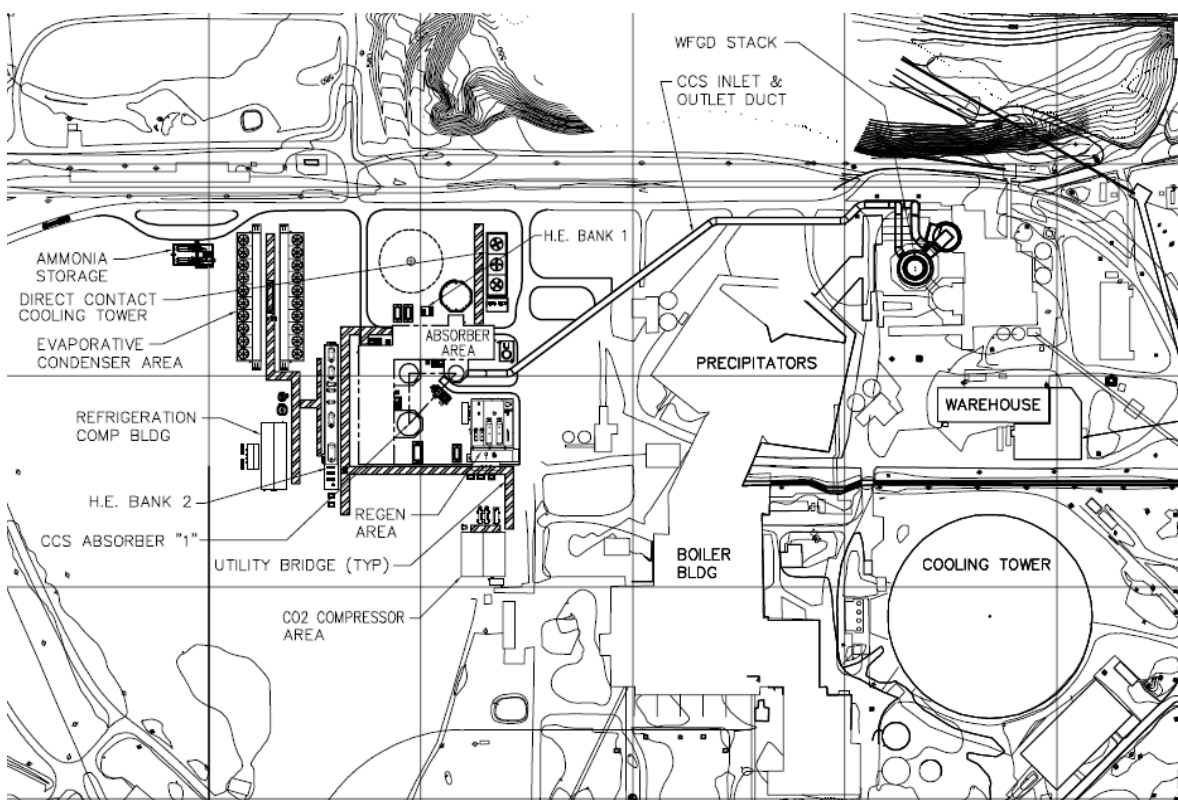 WFGD STACK
CCS INLET &
OUTLET DUCT
580
550
AMMONIA
STORAGE
H.E. BANK 1
DIRECT CONTACT
COOLING TOWER
EVAPORATIVE
CONDENSER AREA
ABSORBER
AREA
PRECIPITATORS
WAREHOUSE
REFRIGERATION
COMP BLDG
H.E. BANK 2
REGEN
AREA
CCS ABSORBER "1"
UTILITY BRIDGE (TYP)
BOILER
BLDG
COOLING TOWER
CO2 COMPRESSOR
AREA